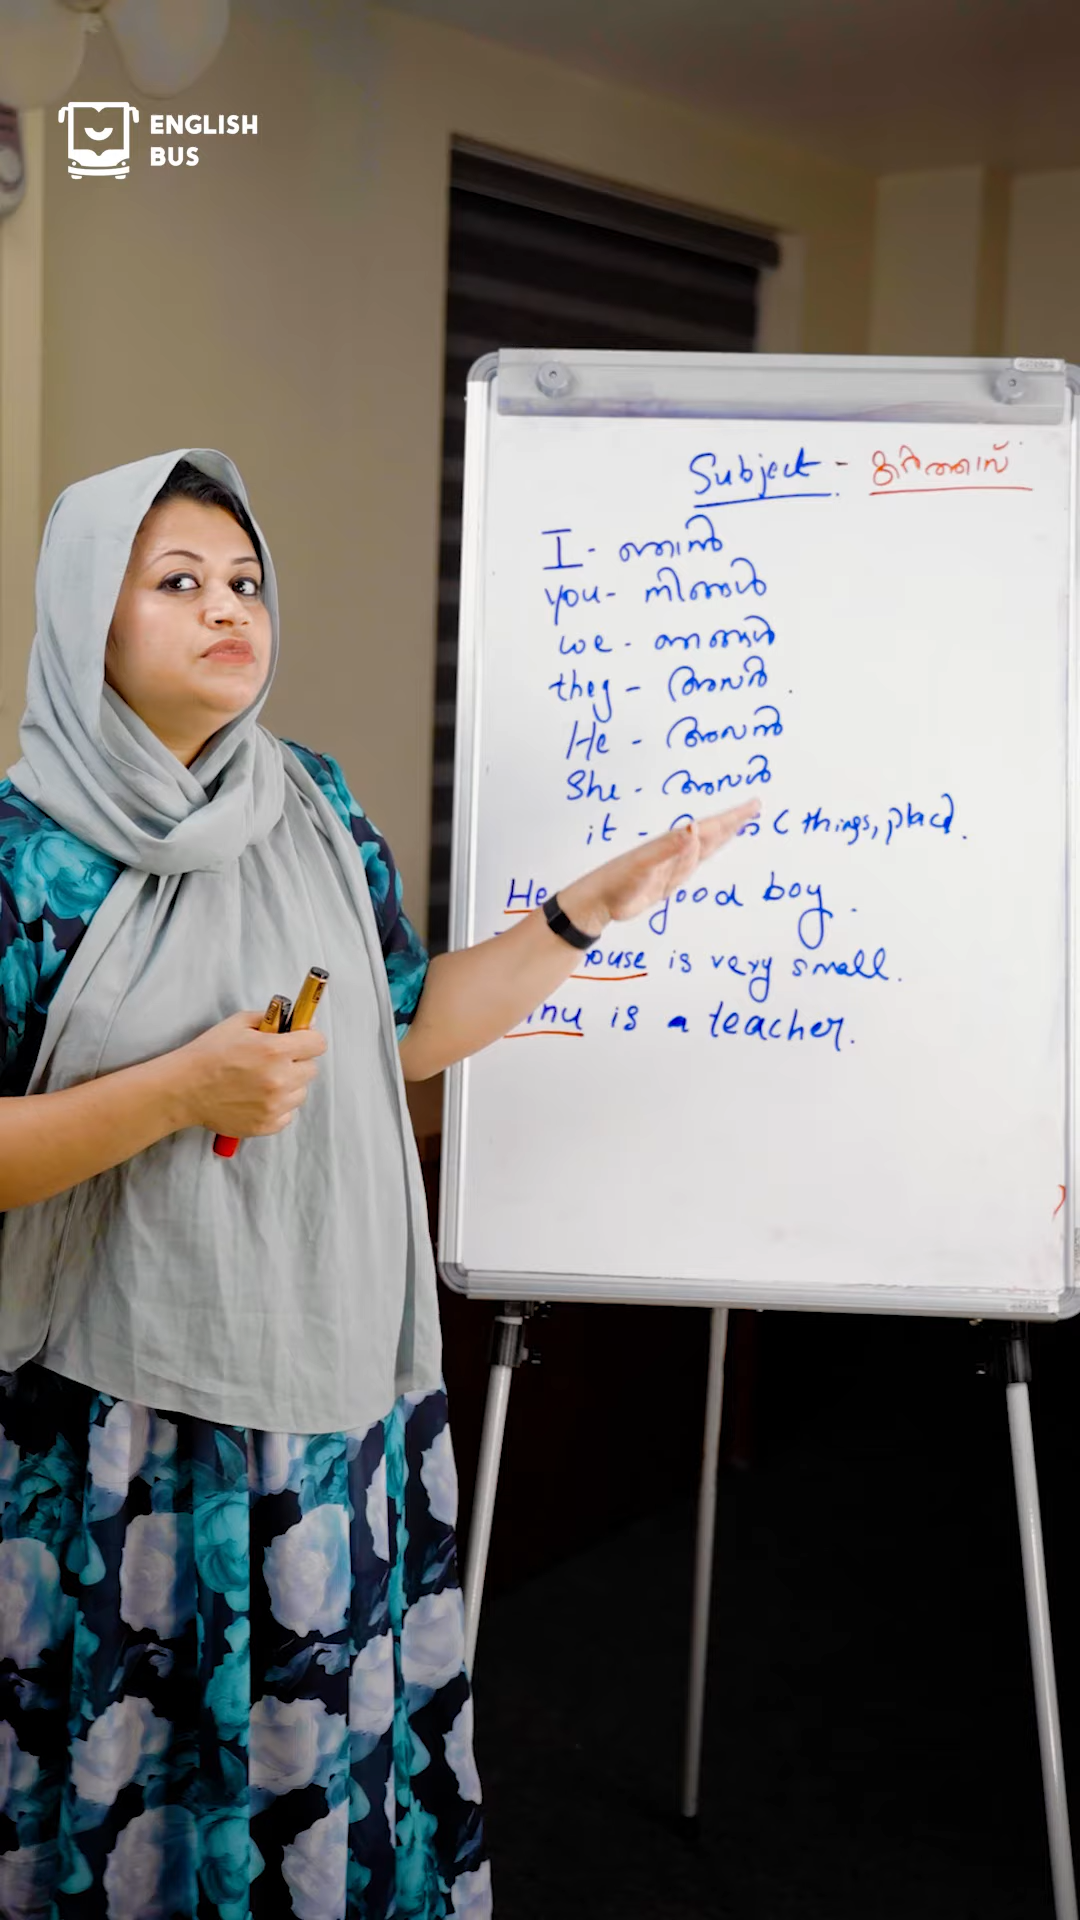 ENGLISH
BUS
Subject - കർത്താവ്
I - ഞാൻ
you - നിങ്ങൾ
we - ഞങ്ങൾ
they - അവർ.
He - അവൻ
She - അവൾ
it - ( things, place.
He good boy.
house is very small.
is a teacher.